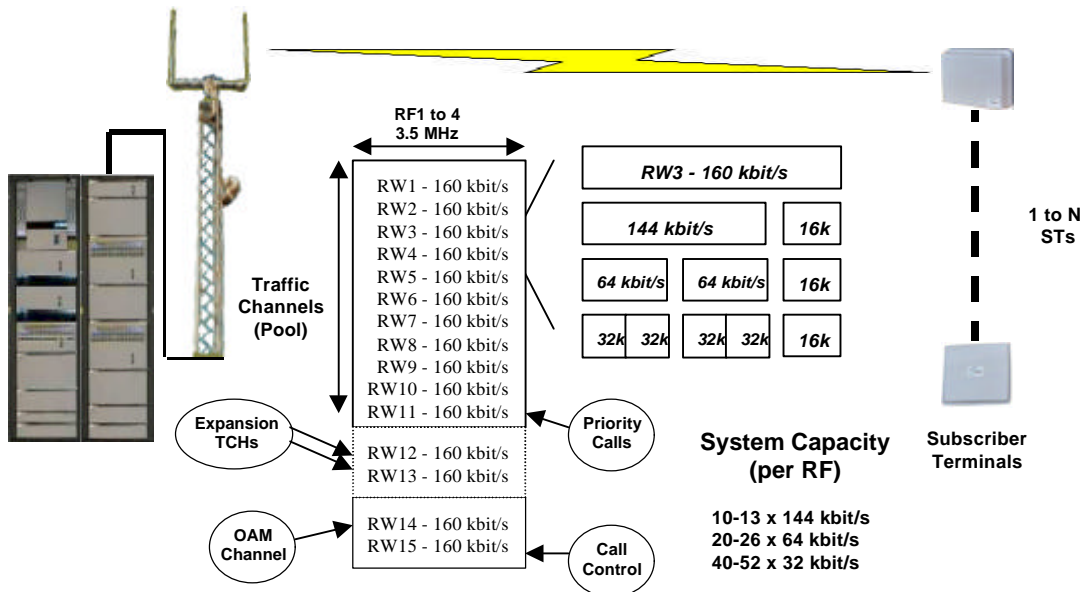 RF1 to 4
3.5 MHz
RW1 - 160 kbit/s
RW2 - 160 kbit/s
RW3 - 160 kbit/s
RW4 - 160 kbit/s
RW5 - 160 kbit/s
RW6 - 160 kbit/s
RW7 - 160 kbit/s
RW8 - 160 kbit/s
RW9 - 160 kbit/s
RW10 - 160 kbit/s
RW11 - 160 kbit/s
RW12 - 160 kbit/s
RW13 - 160 kbit/s
RW14 - 160 kbit/s
RW15 - 160 kbit/s
Traffic
Channels
(Pool)
Expansion
TCHs
OAM
Channel
Priority
Calls
Call
Control
RW3 - 160 kbit/s
144 kbit/s 16k
64 kbit/s 64 kbit/s 16k
32k 32k 32k 32k 16k
1 to N
STs
Subscriber
Terminals
System Capacity
(per RF)
10-13 x 144 kbit/s
20-26 x 64 kbit/s
40-52 x 32 kbit/s